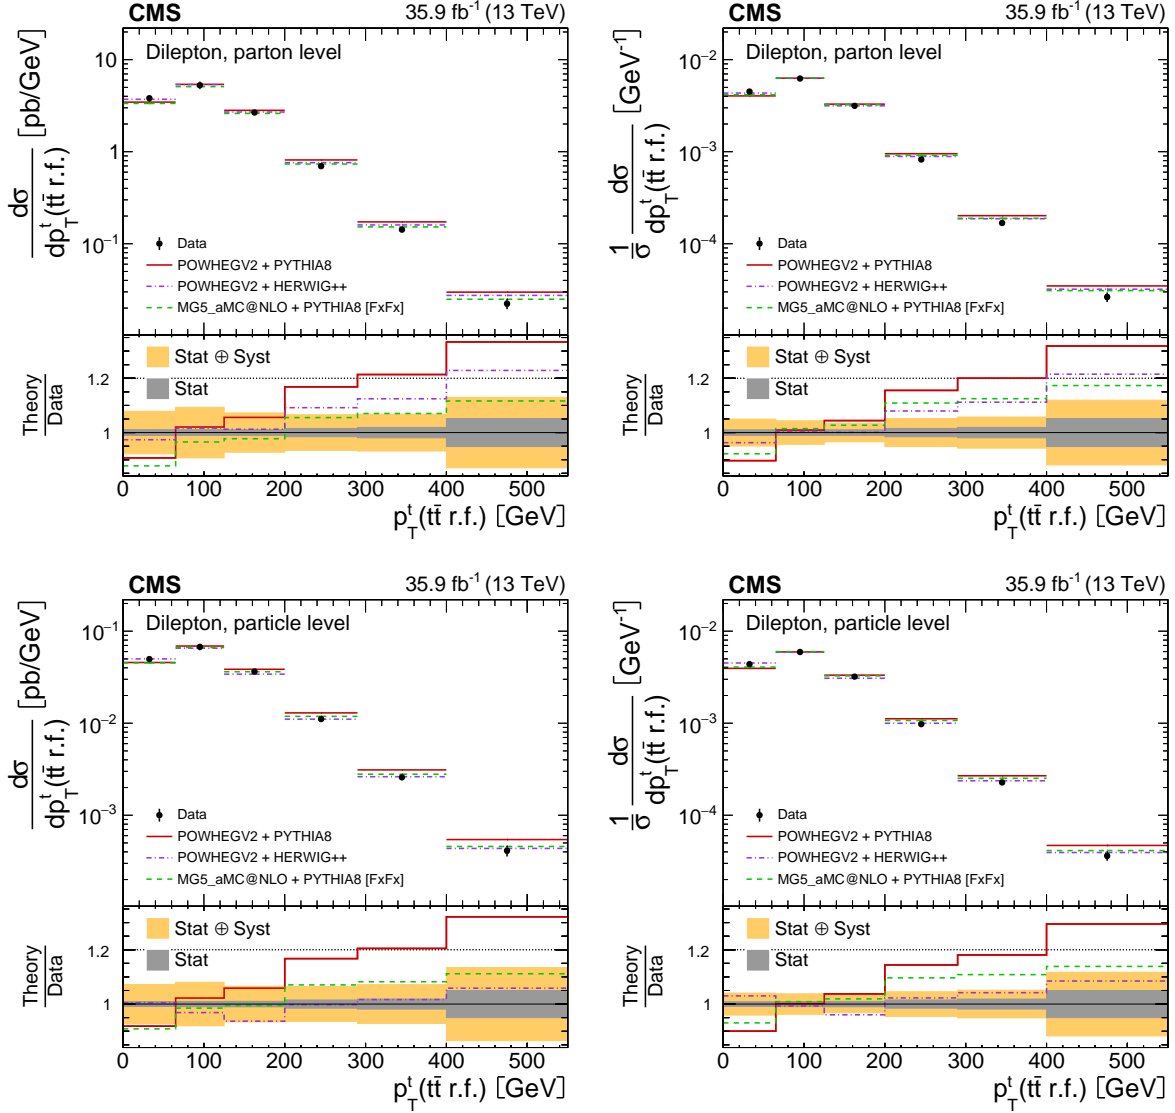 CMS 35.9 fb⁻¹ (13 TeV)
Dilepton, parton level
dσ/dp_T^t(tt̄ r.f.) [pb/GeV]
10
1
10⁻¹
Data
POWHEGV2 + PYTHIA8
POWHEGV2 + HERWIG++
MG5_aMC@NLO + PYTHIA8 [FxFx]
Theory/Data
Stat ⊕ Syst
Stat
1.2
1
0 100 200 300 400 500
p_T^t(tt̄ r.f.) [GeV]
CMS 35.9 fb⁻¹ (13 TeV)
Dilepton, parton level
1/σ dσ/dp_T^t(tt̄ r.f.) [GeV⁻¹]
10⁻²
10⁻³
10⁻⁴
Data
POWHEGV2 + PYTHIA8
POWHEGV2 + HERWIG++
MG5_aMC@NLO + PYTHIA8 [FxFx]
Theory/Data
Stat ⊕ Syst
Stat
1.2
1
0 100 200 300 400 500
p_T^t(tt̄ r.f.) [GeV]
CMS 35.9 fb⁻¹ (13 TeV)
Dilepton, particle level
dσ/dp_T^t(tt̄ r.f.) [pb/GeV]
10⁻¹
10⁻²
10⁻³
Data
POWHEGV2 + PYTHIA8
POWHEGV2 + HERWIG++
MG5_aMC@NLO + PYTHIA8 [FxFx]
Theory/Data
Stat ⊕ Syst
Stat
1.2
1
0 100 200 300 400 500
p_T^t(tt̄ r.f.) [GeV]
CMS 35.9 fb⁻¹ (13 TeV)
Dilepton, particle level
1/σ dσ/dp_T^t(tt̄ r.f.) [GeV⁻¹]
10⁻²
10⁻³
10⁻⁴
Data
POWHEGV2 + PYTHIA8
POWHEGV2 + HERWIG++
MG5_aMC@NLO + PYTHIA8 [FxFx]
Theory/Data
Stat ⊕ Syst
Stat
1.2
1
0 100 200 300 400 500
p_T^t(tt̄ r.f.) [GeV]